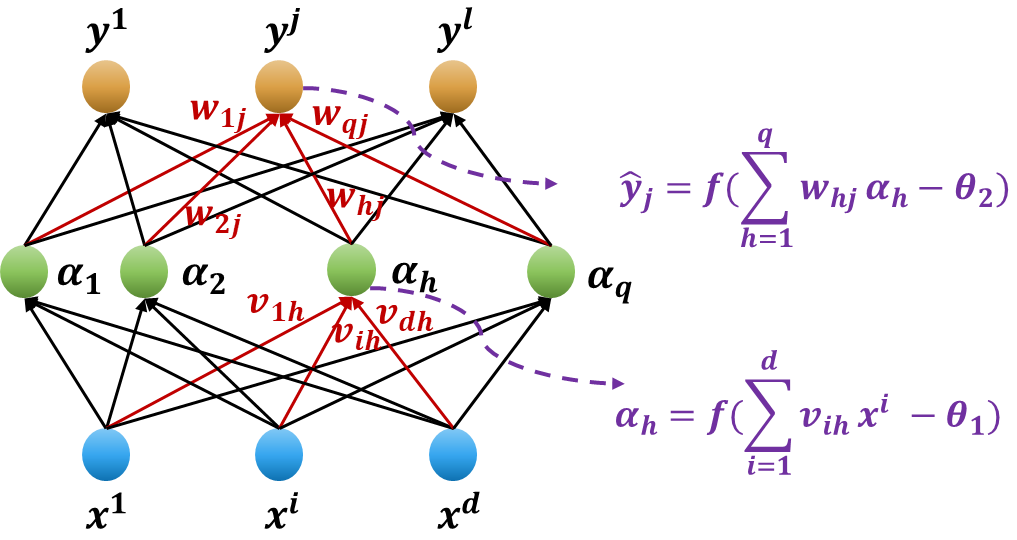 y¹ yʲ yˡ
w₁ⱼ w_qj
ŷⱼ = f(∑_{h=1}^{q} w_hj α_h − θ₂)
w₂ⱼ w_hj
α₁ α₂ α_h α_q
v₁h v_ih v_dh
α_h = f(∑_{i=1}^{d} v_ih xⁱ − θ₁)
x¹ xⁱ xᵈ